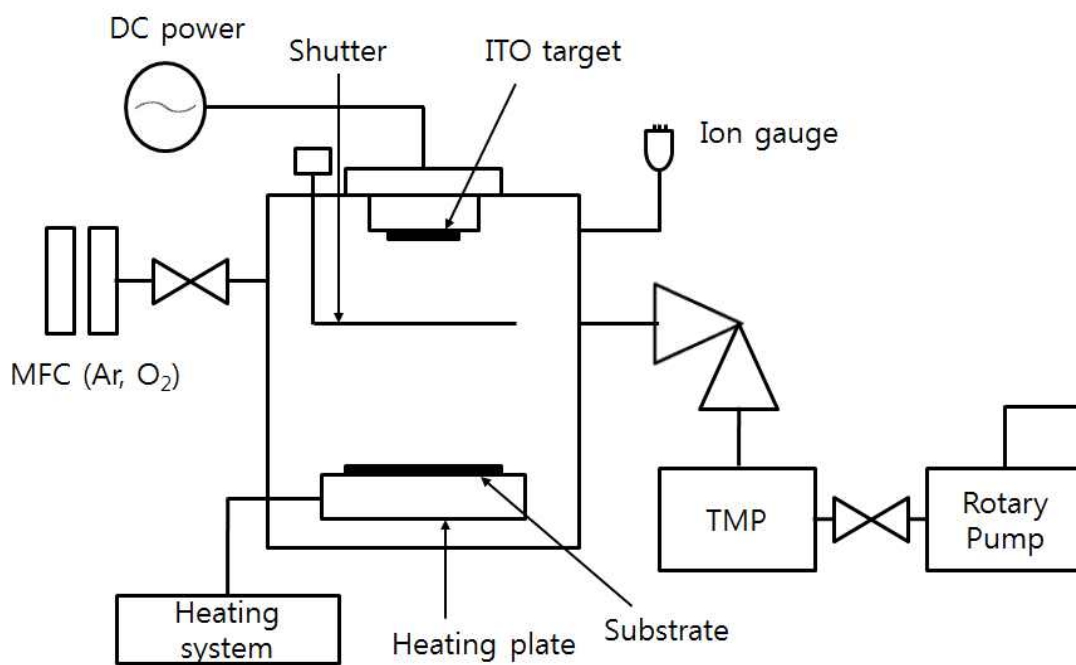 DC power
Shutter
ITO target
Ion gauge
MFC (Ar, O₂)
TMP
Rotary
Pump
Heating
system
Heating plate
Substrate